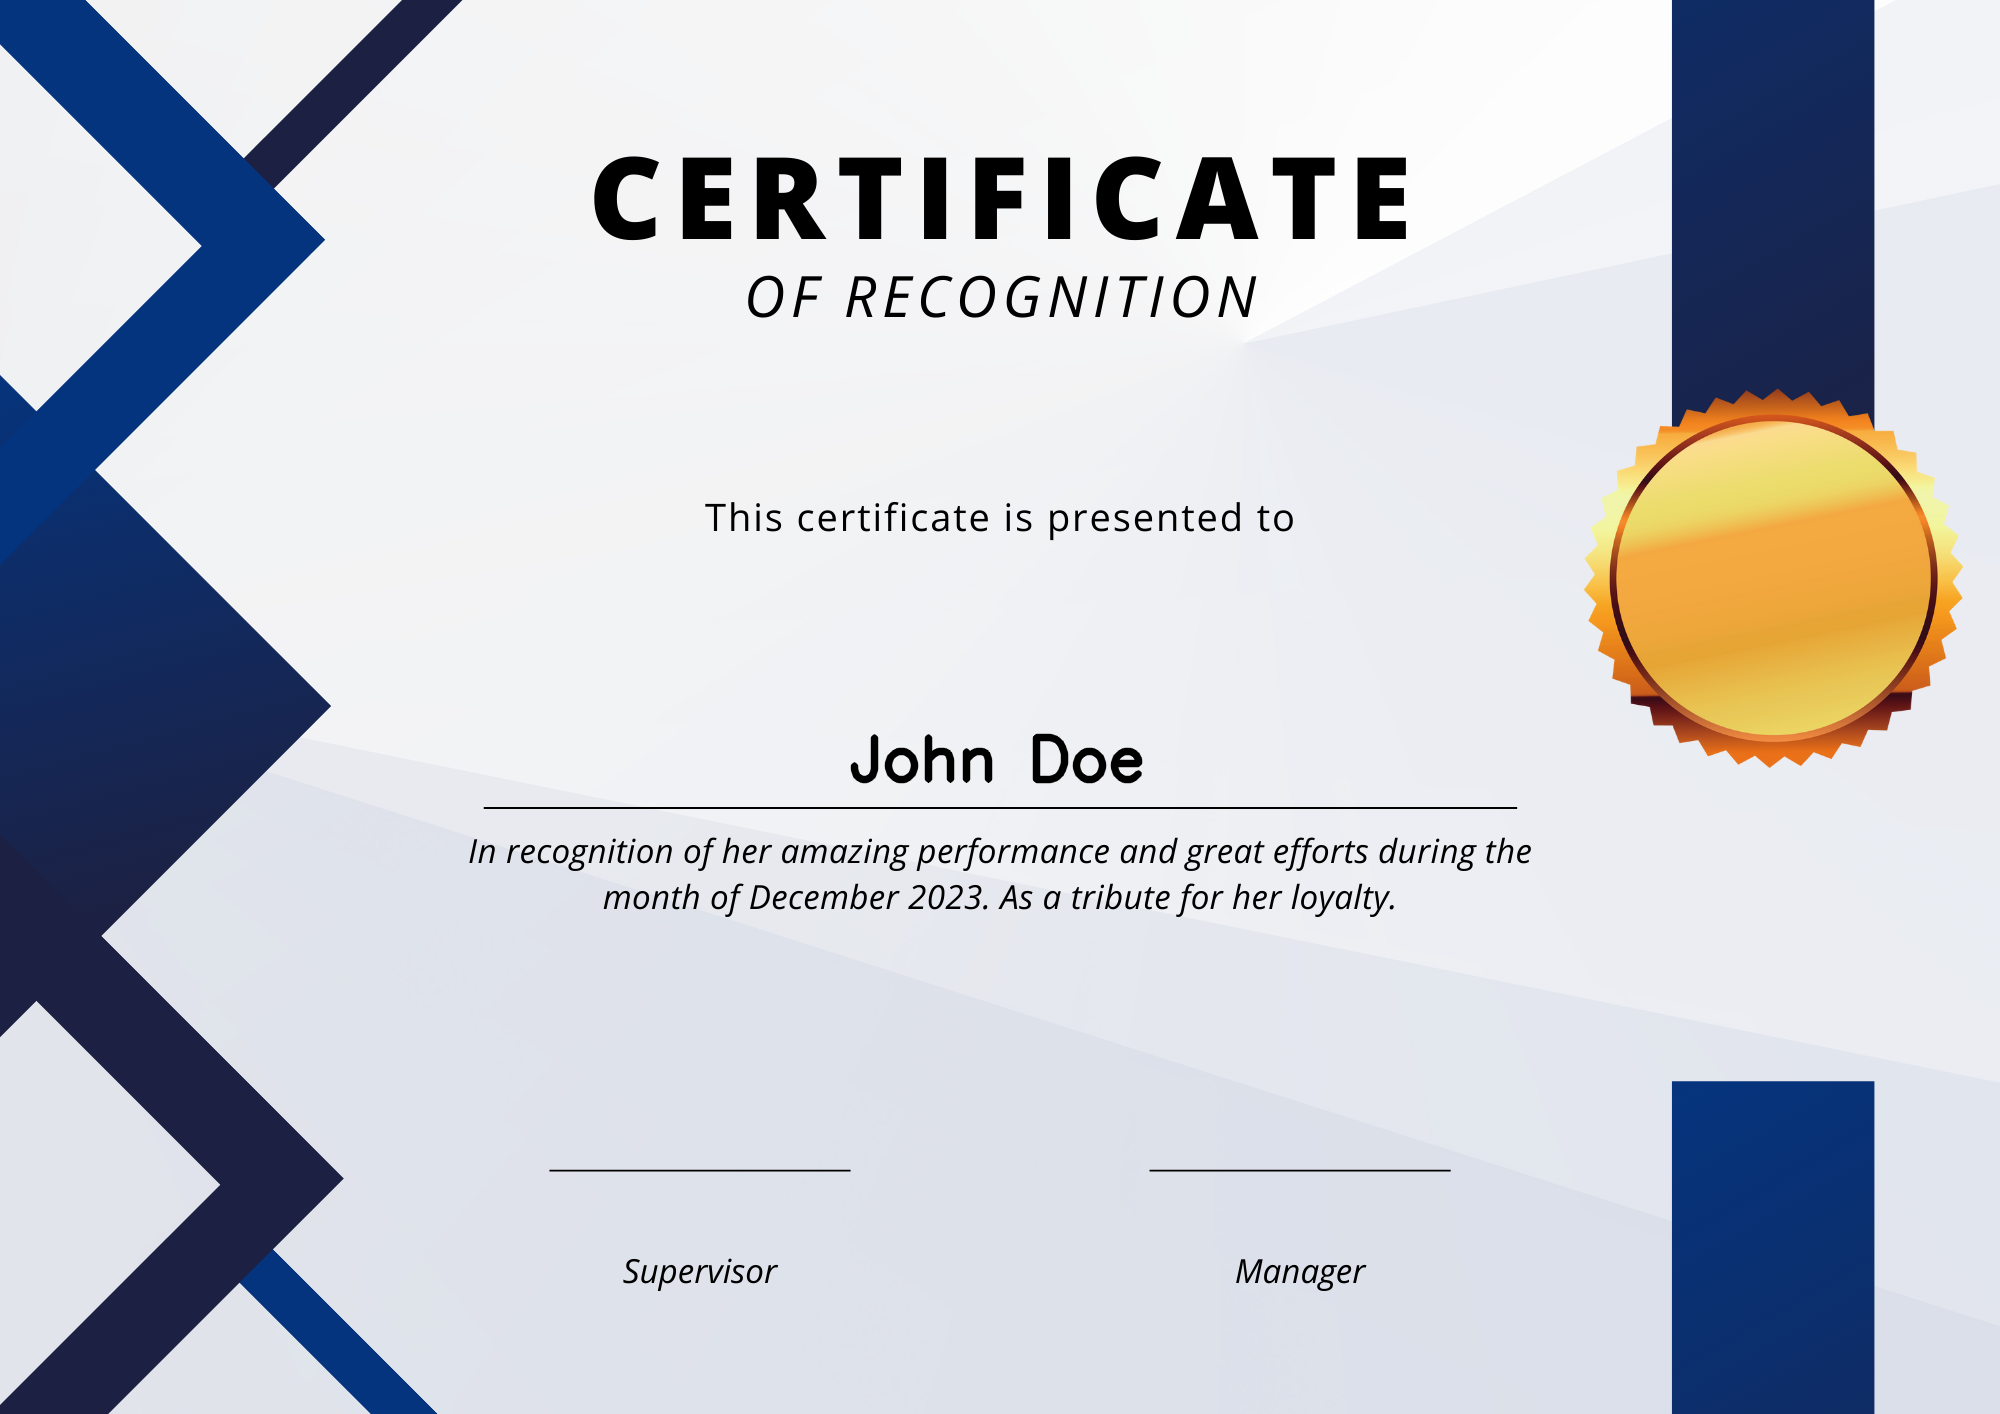 CERTIFICATE
OF RECOGNITION
This certificate is presented to
John Doe
In recognition of her amazing performance and great efforts during the
month of December 2023. As a tribute for her loyalty.
Supervisor
Manager